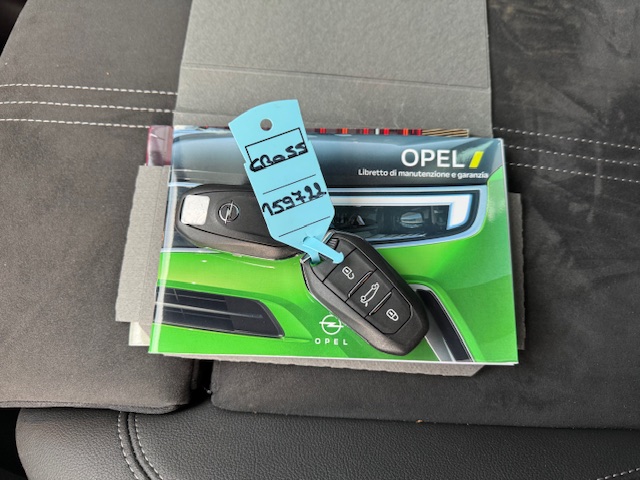 OPEL
Libretto di manutenzione e garanzia
CROSS
159722
OPEL